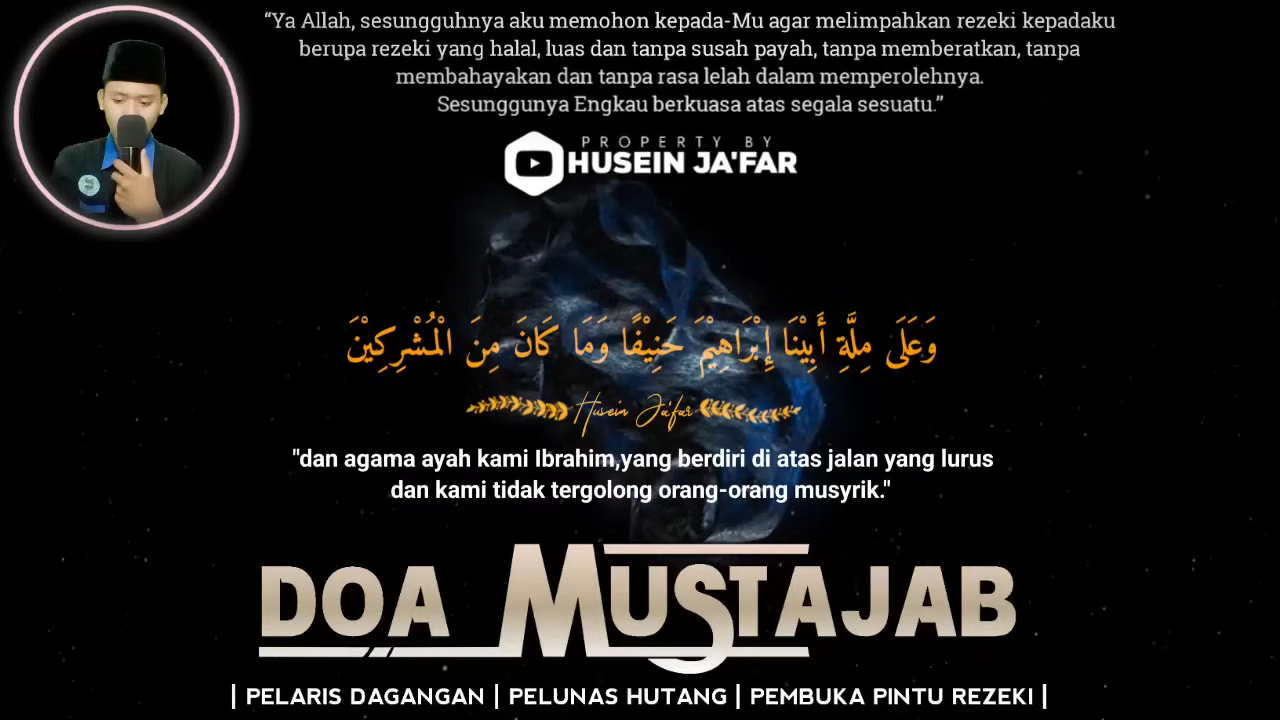 “Ya Allah, sesungguhnya aku memohon kepada-Mu agar melimpahkan rezeki kepadaku
berupa rezeki yang halal, luas dan tanpa susah payah, tanpa memberatkan, tanpa
membahayakan dan tanpa rasa lelah dalam memperolehnya.
Sesunggunya Engkau berkuasa atas segala sesuatu.”
PROPERTY BY
HUSEIN JA'FAR
وَعَلَى مِلَّةِ أَبِيْنَا إِبْرَاهِيْمَ حَنِيْفًا وَمَا كَانَ مِنَ الْمُشْرِكِيْنَ
Husein Ja'far
"dan agama ayah kami Ibrahim,yang berdiri di atas jalan yang lurus
dan kami tidak tergolong orang-orang musyrik."
DOA MUSTAJAB
| PELARIS DAGANGAN | PELUNAS HUTANG | PEMBUKA PINTU REZEKI |